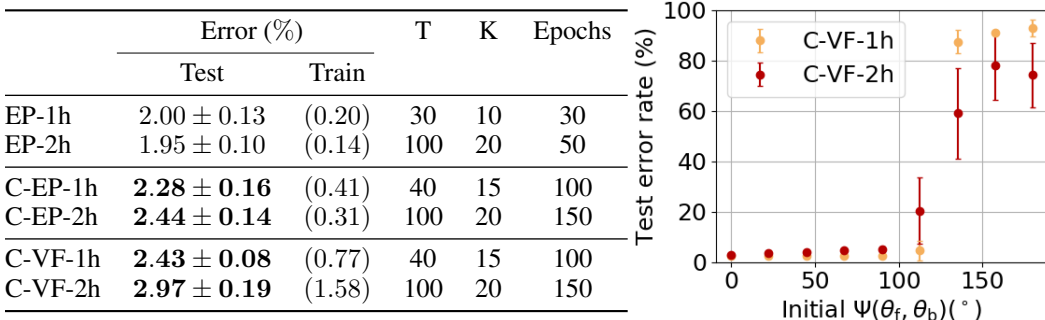 Error (%) T K Epochs
Test Train
EP-1h 2.00 ± 0.13 (0.20) 30 10 30
EP-2h 1.95 ± 0.10 (0.14) 100 20 50
C-EP-1h 2.28 ± 0.16 (0.41) 40 15 100
C-EP-2h 2.44 ± 0.14 (0.31) 100 20 150
C-VF-1h 2.43 ± 0.08 (0.77) 40 15 100
C-VF-2h 2.97 ± 0.19 (1.58) 100 20 150
Test error rate (%)
100
80
60
40
20
0
C-VF-1h
C-VF-2h
0 50 100 150
Initial Ψ(θf, θb)(°)